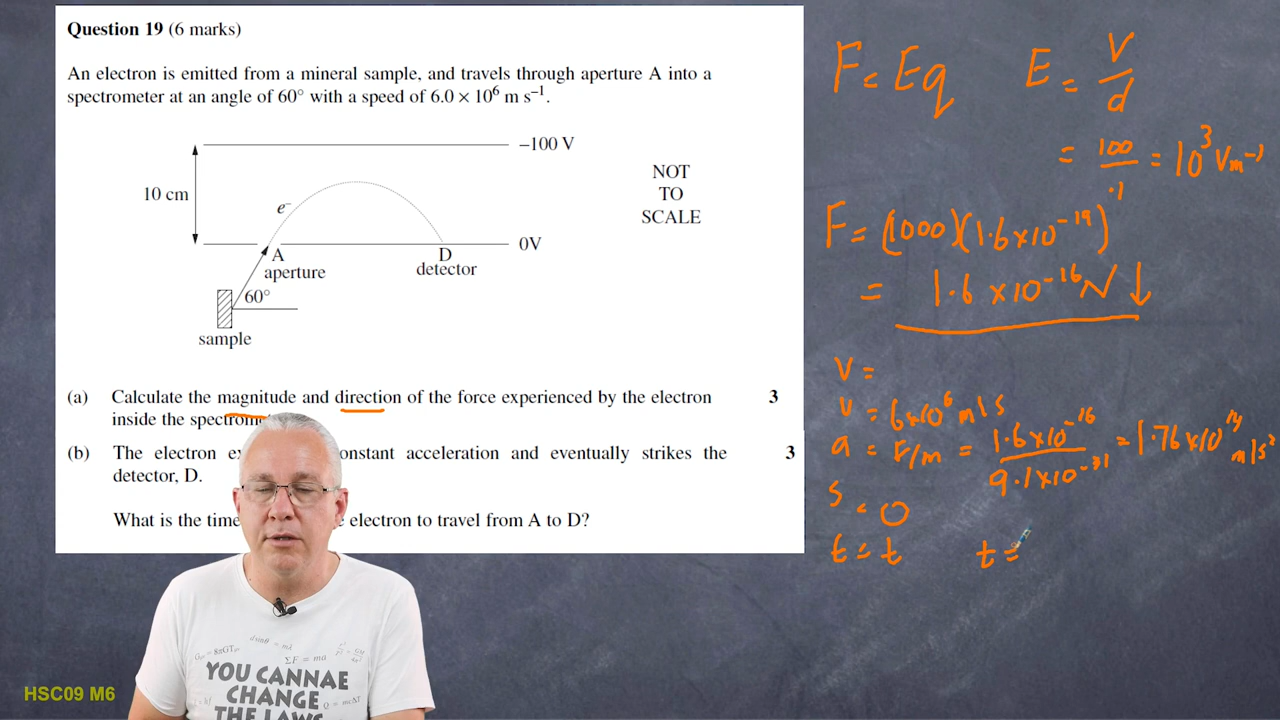 Question 19 (6 marks)
An electron is emitted from a mineral sample, and travels through aperture A into a
spectrometer at an angle of 60° with a speed of 6.0 × 10⁶ m s⁻¹.
–100 V
10 cm
e⁻
NOT
TO
SCALE
0V
A
aperture
D
detector
60°
sample
(a) Calculate the magnitude and direction of the force experienced by the electron 3
inside the
(b) The electron constant acceleration and eventually strikes the 3
detector, D.
What is the time electron to travel from A to D?
F = Eq
E = V/d
= 100/.1 = 10³ Vm⁻¹
F = (1000)(1.6×10⁻¹⁹)
= 1.6 ×10⁻¹⁶ N ↓
v =
v = 6×10⁶ m/s
a = F/m = 1.6×10⁻¹⁶/9.1×10⁻³¹ = 1.76×10¹⁴ m/s²
s = 0
t = t
t =
dsinθ = mλ
ΣF = ma
YOU CANNAE
CHANGE
THE LAWS
HSC09 M6